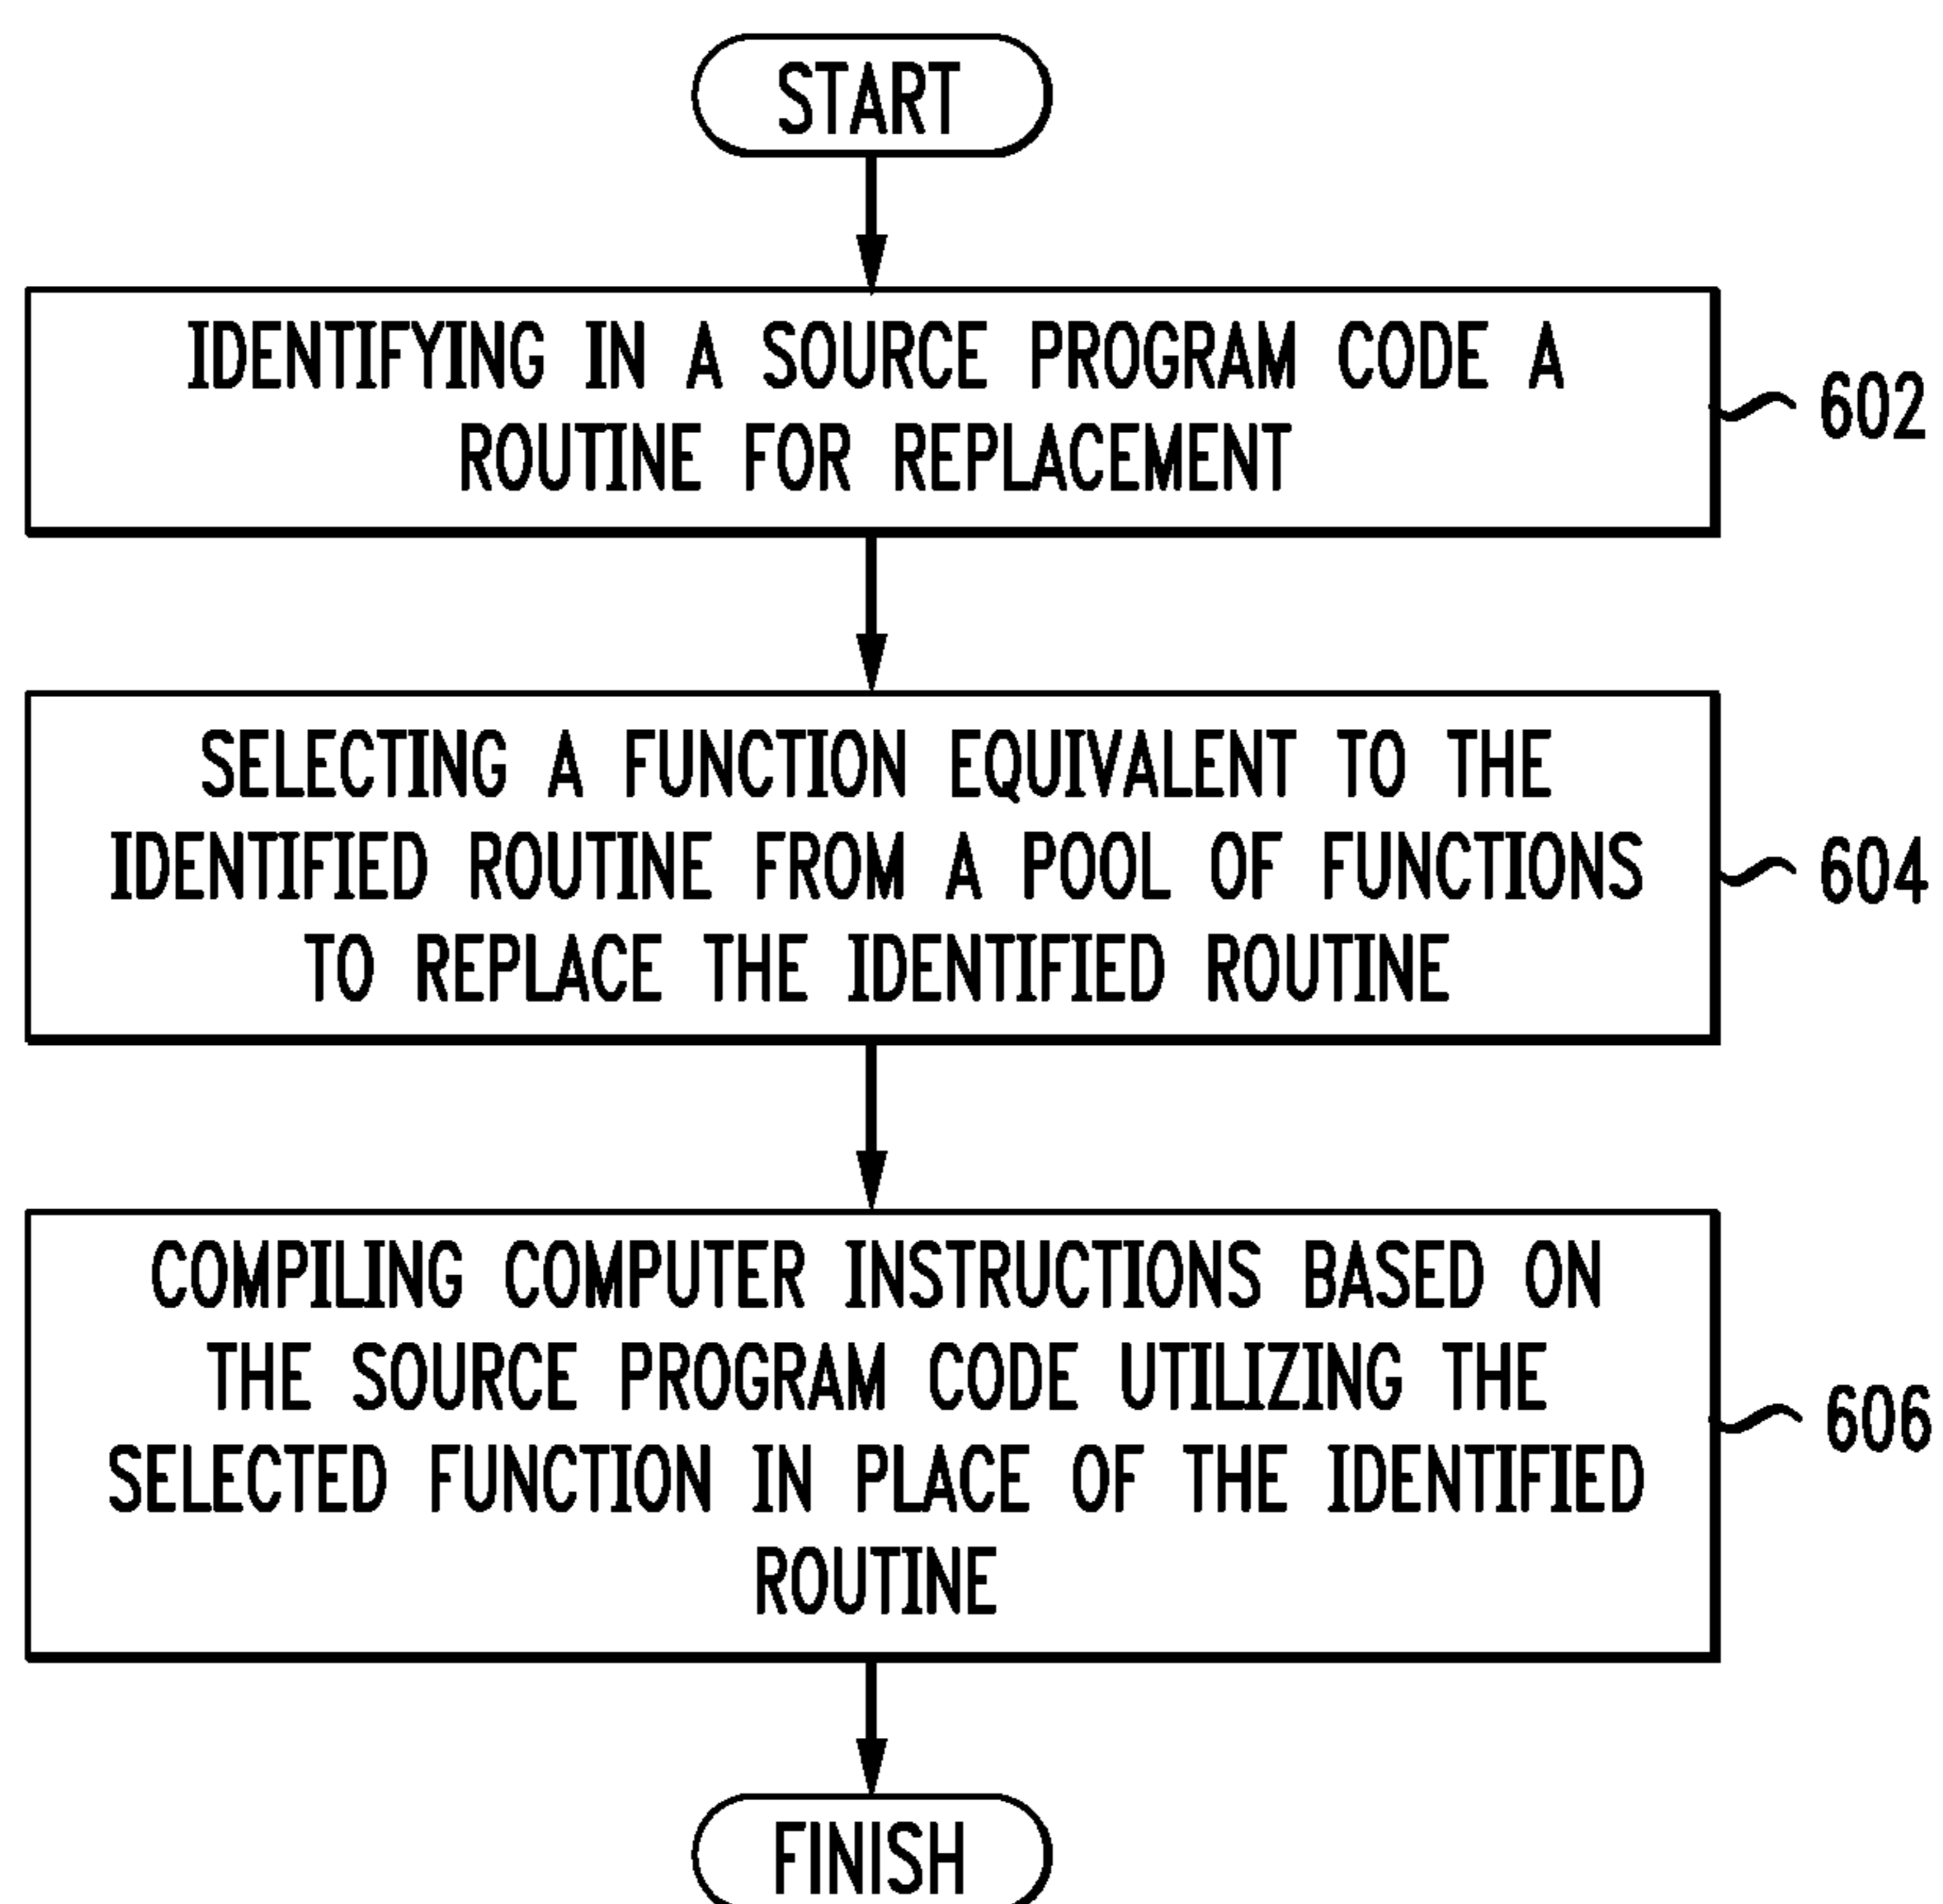 START
IDENTIFYING IN A SOURCE PROGRAM CODE A
ROUTINE FOR REPLACEMENT
602
SELECTING A FUNCTION EQUIVALENT TO THE
IDENTIFIED ROUTINE FROM A POOL OF FUNCTIONS
TO REPLACE THE IDENTIFIED ROUTINE
604
COMPILING COMPUTER INSTRUCTIONS BASED ON
THE SOURCE PROGRAM CODE UTILIZING THE
SELECTED FUNCTION IN PLACE OF THE IDENTIFIED
ROUTINE
606
FINISH